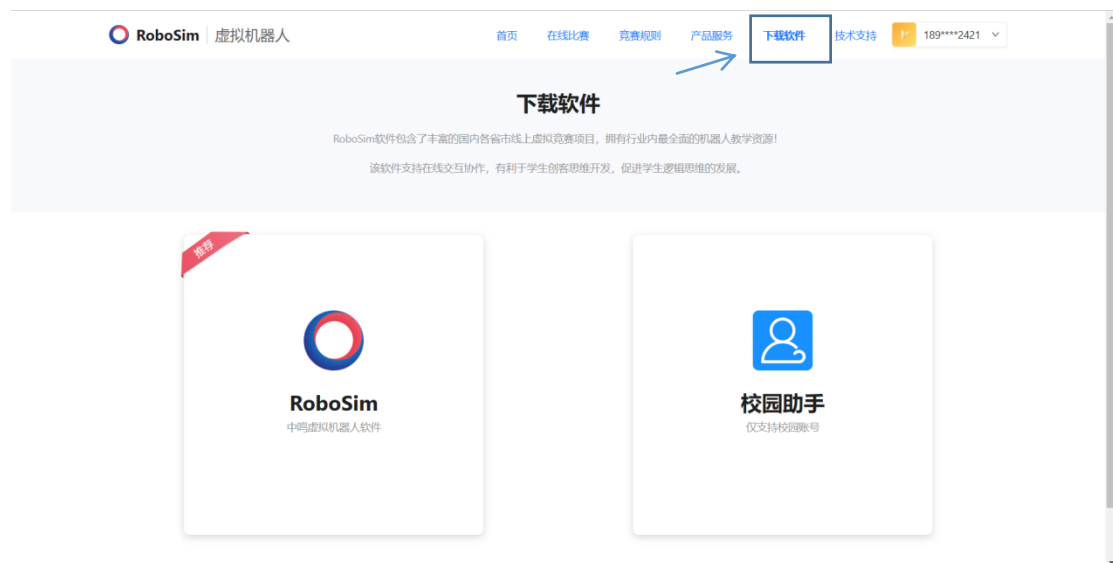 RoboSim 虚拟机器人 首页 在线比赛 竞赛规则 产品服务 下载软件 技术支持 189****2421
下载软件
RoboSim软件包含了丰富的国内各省市线上虚拟竞赛项目，拥有行业内最全面的机器人教学资源！
该软件支持在线交互协作，有利于学生创客思维开发，促进学生逻辑思维的发展。
推荐
RoboSim
中鸣虚拟机器人软件
校园助手
仅支持校园账号